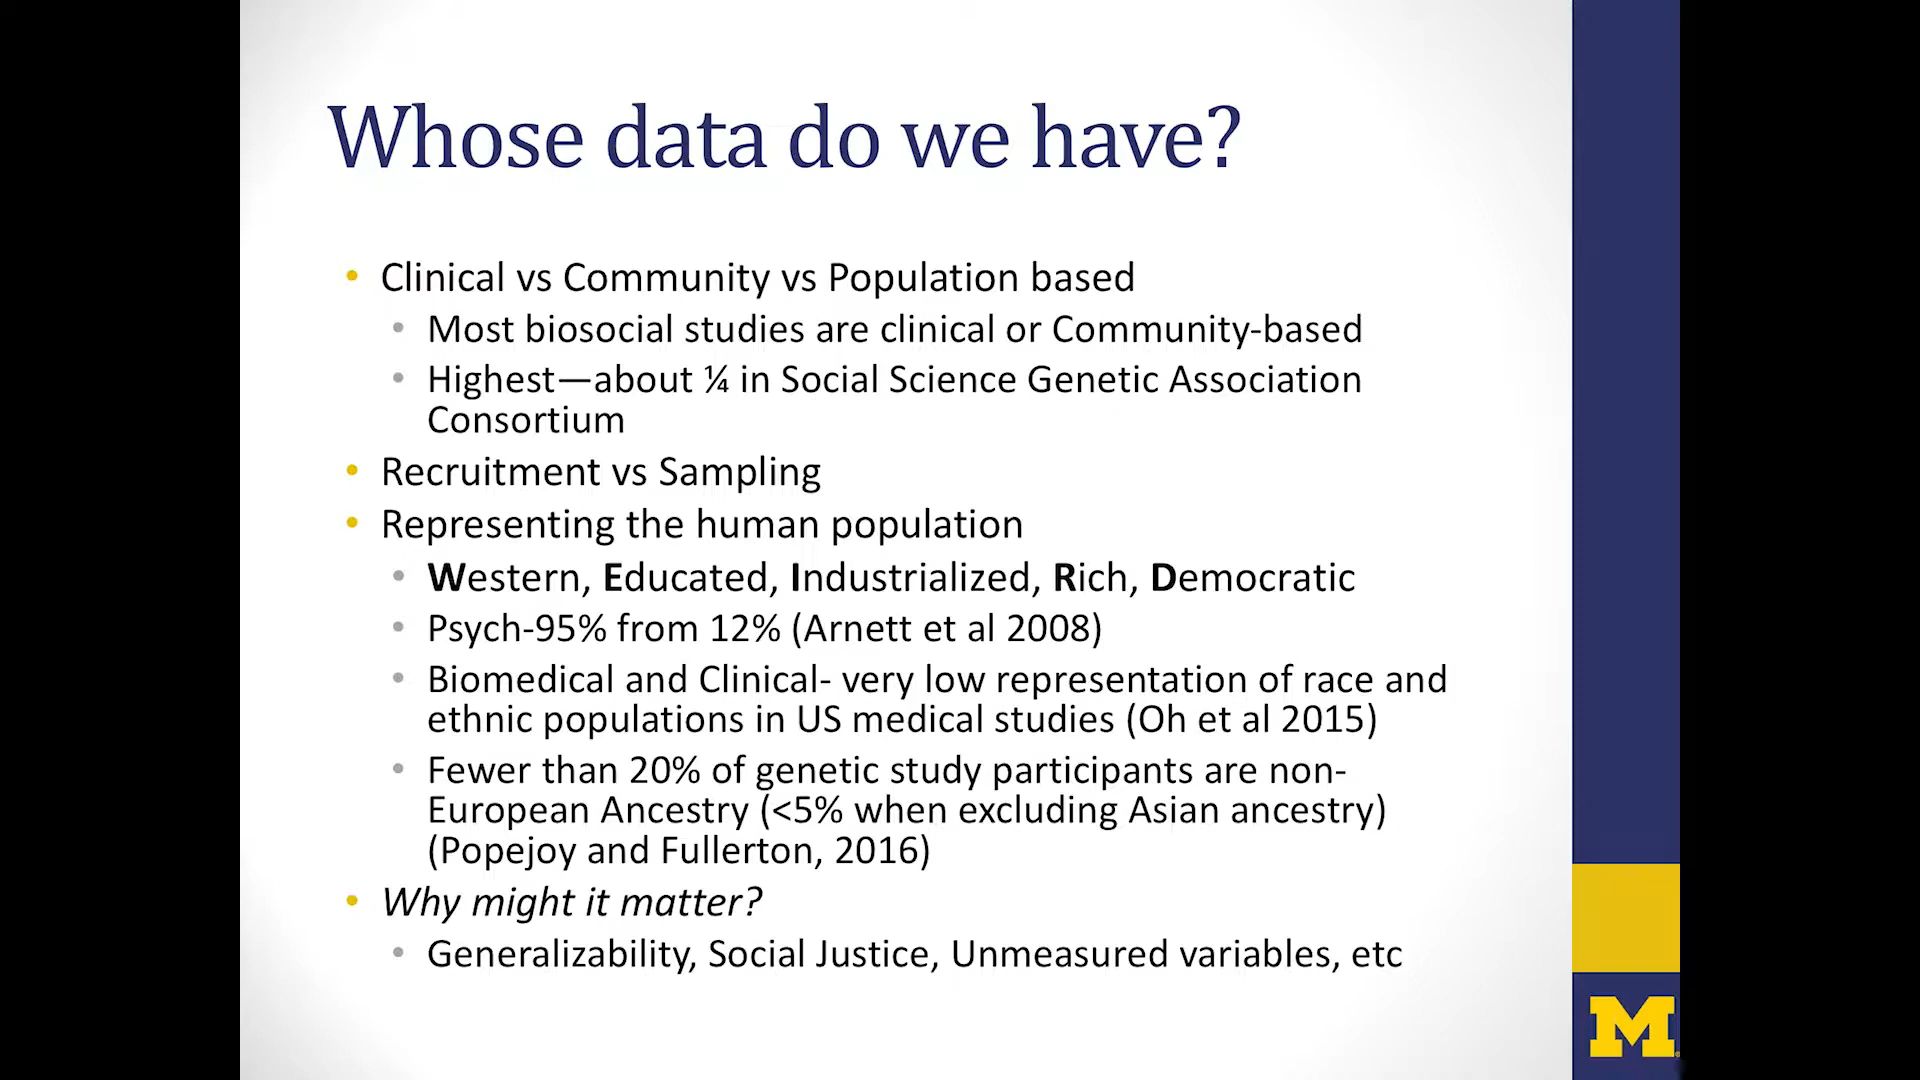 Whose data do we have?
• Clinical vs Community vs Population based
• Most biosocial studies are clinical or Community-based
• Highest—about ¼ in Social Science Genetic Association
Consortium
• Recruitment vs Sampling
• Representing the human population
• Western, Educated, Industrialized, Rich, Democratic
• Psych-95% from 12% (Arnett et al 2008)
• Biomedical and Clinical- very low representation of race and
ethnic populations in US medical studies (Oh et al 2015)
• Fewer than 20% of genetic study participants are non-
European Ancestry (<5% when excluding Asian ancestry)
(Popejoy and Fullerton, 2016)
• Why might it matter?
• Generalizability, Social Justice, Unmeasured variables, etc
M